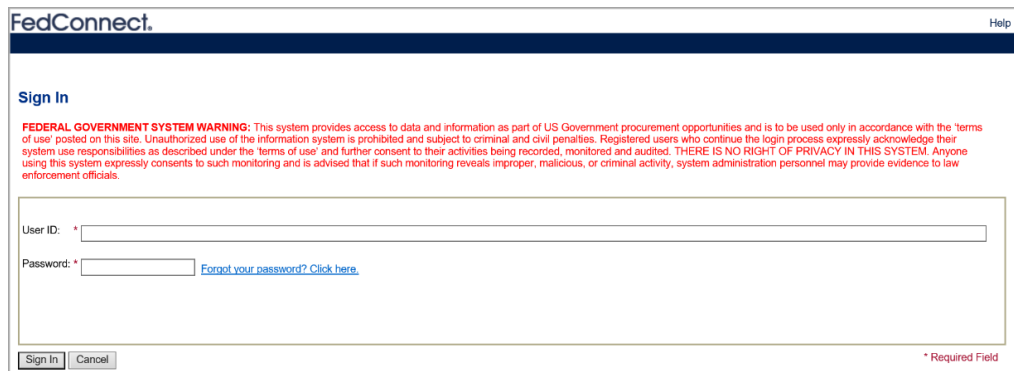 FedConnect.
Help
Sign In
FEDERAL GOVERNMENT SYSTEM WARNING: This system provides access to data and information as part of US Government procurement opportunities and is to be used only in accordance with the 'terms
of use' posted on this site. Unauthorized use of the information system is prohibited and subject to criminal and civil penalties. Registered users who continue the login process expressly acknowledge their
system use responsibilities as described under the 'terms of use' and further consent to their activities being recorded, monitored and audited. THERE IS NO RIGHT OF PRIVACY IN THIS SYSTEM. Anyone
using this system expressly consents to such monitoring and is advised that if such monitoring reveals improper, malicious, or criminal activity, system administration personnel may provide evidence to law
enforcement officials.
User ID: *
Password: * Forgot your password? Click here.
Sign In Cancel * Required Field